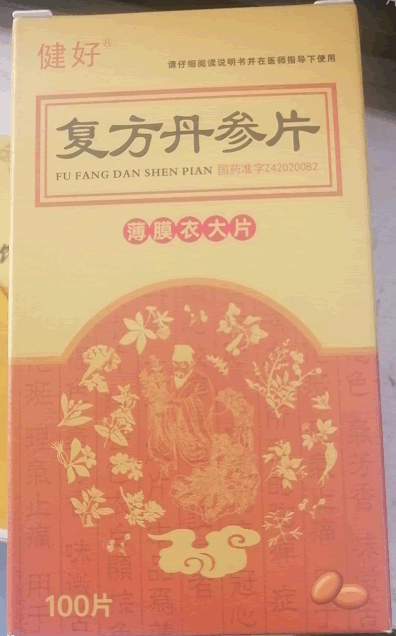 健好®
请仔细阅读说明书并在医师指导下使用
复方丹参片
FU FANG DAN SHEN PIAN 国药准字Z42020082
薄膜衣大片
100片